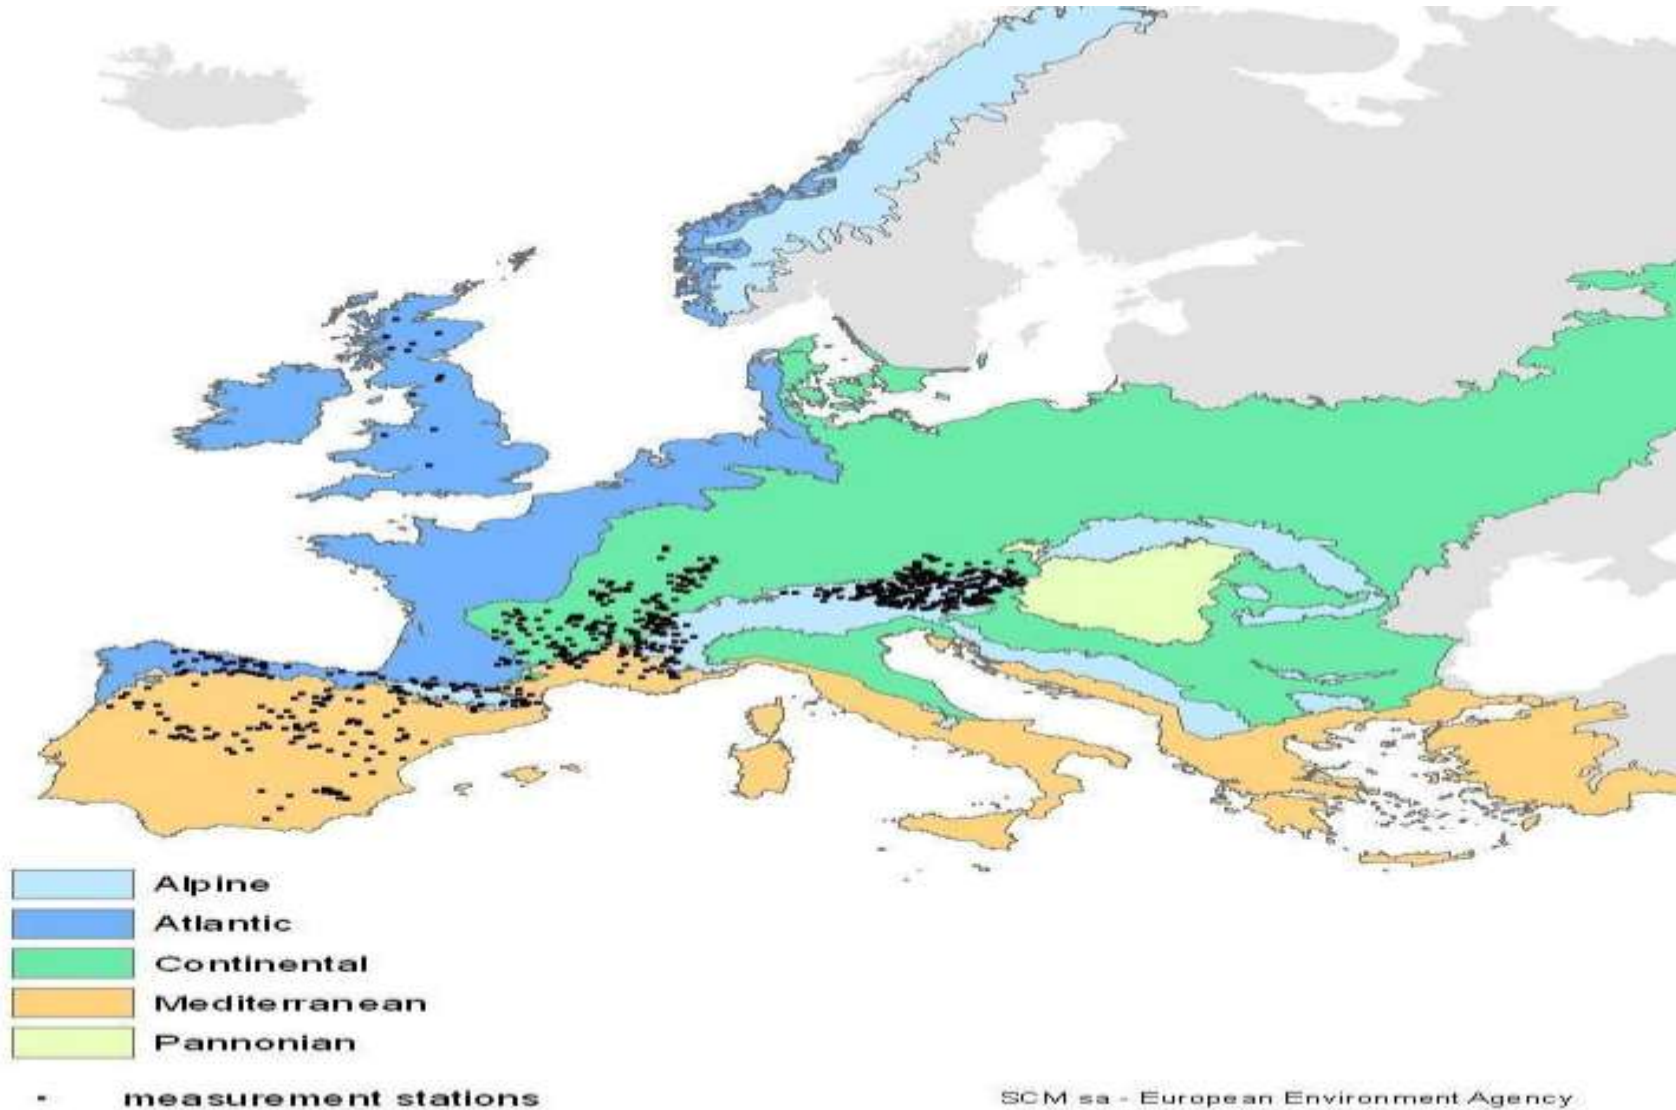 Alpine
Atlantic
Continental
Mediterranean
Pannonian
measurement stations
SCM sa - European Environment Agency